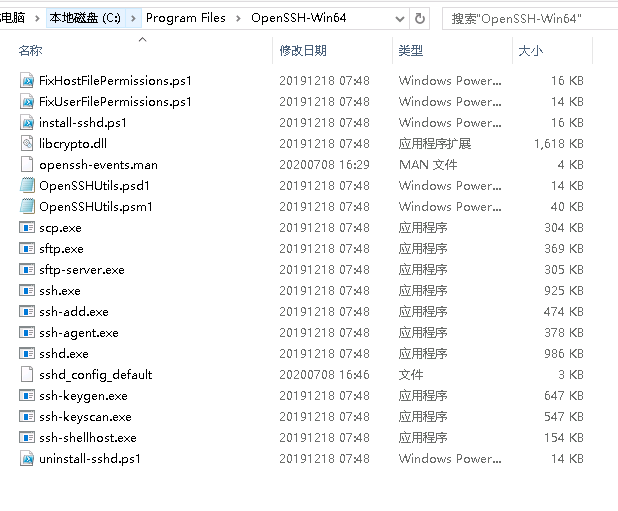 电脑 > 本地磁盘 (C:) > Program Files > OpenSSH-Win64 搜索"OpenSSH-Win64"
名称 修改日期 类型 大小
FixHostFilePermissions.ps1 20191218 07:48 Windows Power... 16 KB
FixUserFilePermissions.ps1 20191218 07:48 Windows Power... 14 KB
install-sshd.ps1 20191218 07:48 Windows Power... 16 KB
libcrypto.dll 20191218 07:48 应用程序扩展 1,618 KB
openssh-events.man 20200708 16:29 MAN 文件 4 KB
OpenSSHUtils.psd1 20191218 07:48 Windows Power... 14 KB
OpenSSHUtils.psm1 20191218 07:48 Windows Power... 40 KB
scp.exe 20191218 07:48 应用程序 304 KB
sftp.exe 20191218 07:48 应用程序 369 KB
sftp-server.exe 20191218 07:48 应用程序 305 KB
ssh.exe 20191218 07:48 应用程序 925 KB
ssh-add.exe 20191218 07:48 应用程序 474 KB
ssh-agent.exe 20191218 07:48 应用程序 378 KB
sshd.exe 20191218 07:48 应用程序 986 KB
sshd_config_default 20200708 16:46 文件 3 KB
ssh-keygen.exe 20191218 07:48 应用程序 647 KB
ssh-keyscan.exe 20191218 07:48 应用程序 547 KB
ssh-shellhost.exe 20191218 07:48 应用程序 154 KB
uninstall-sshd.ps1 20191218 07:48 Windows Power... 14 KB